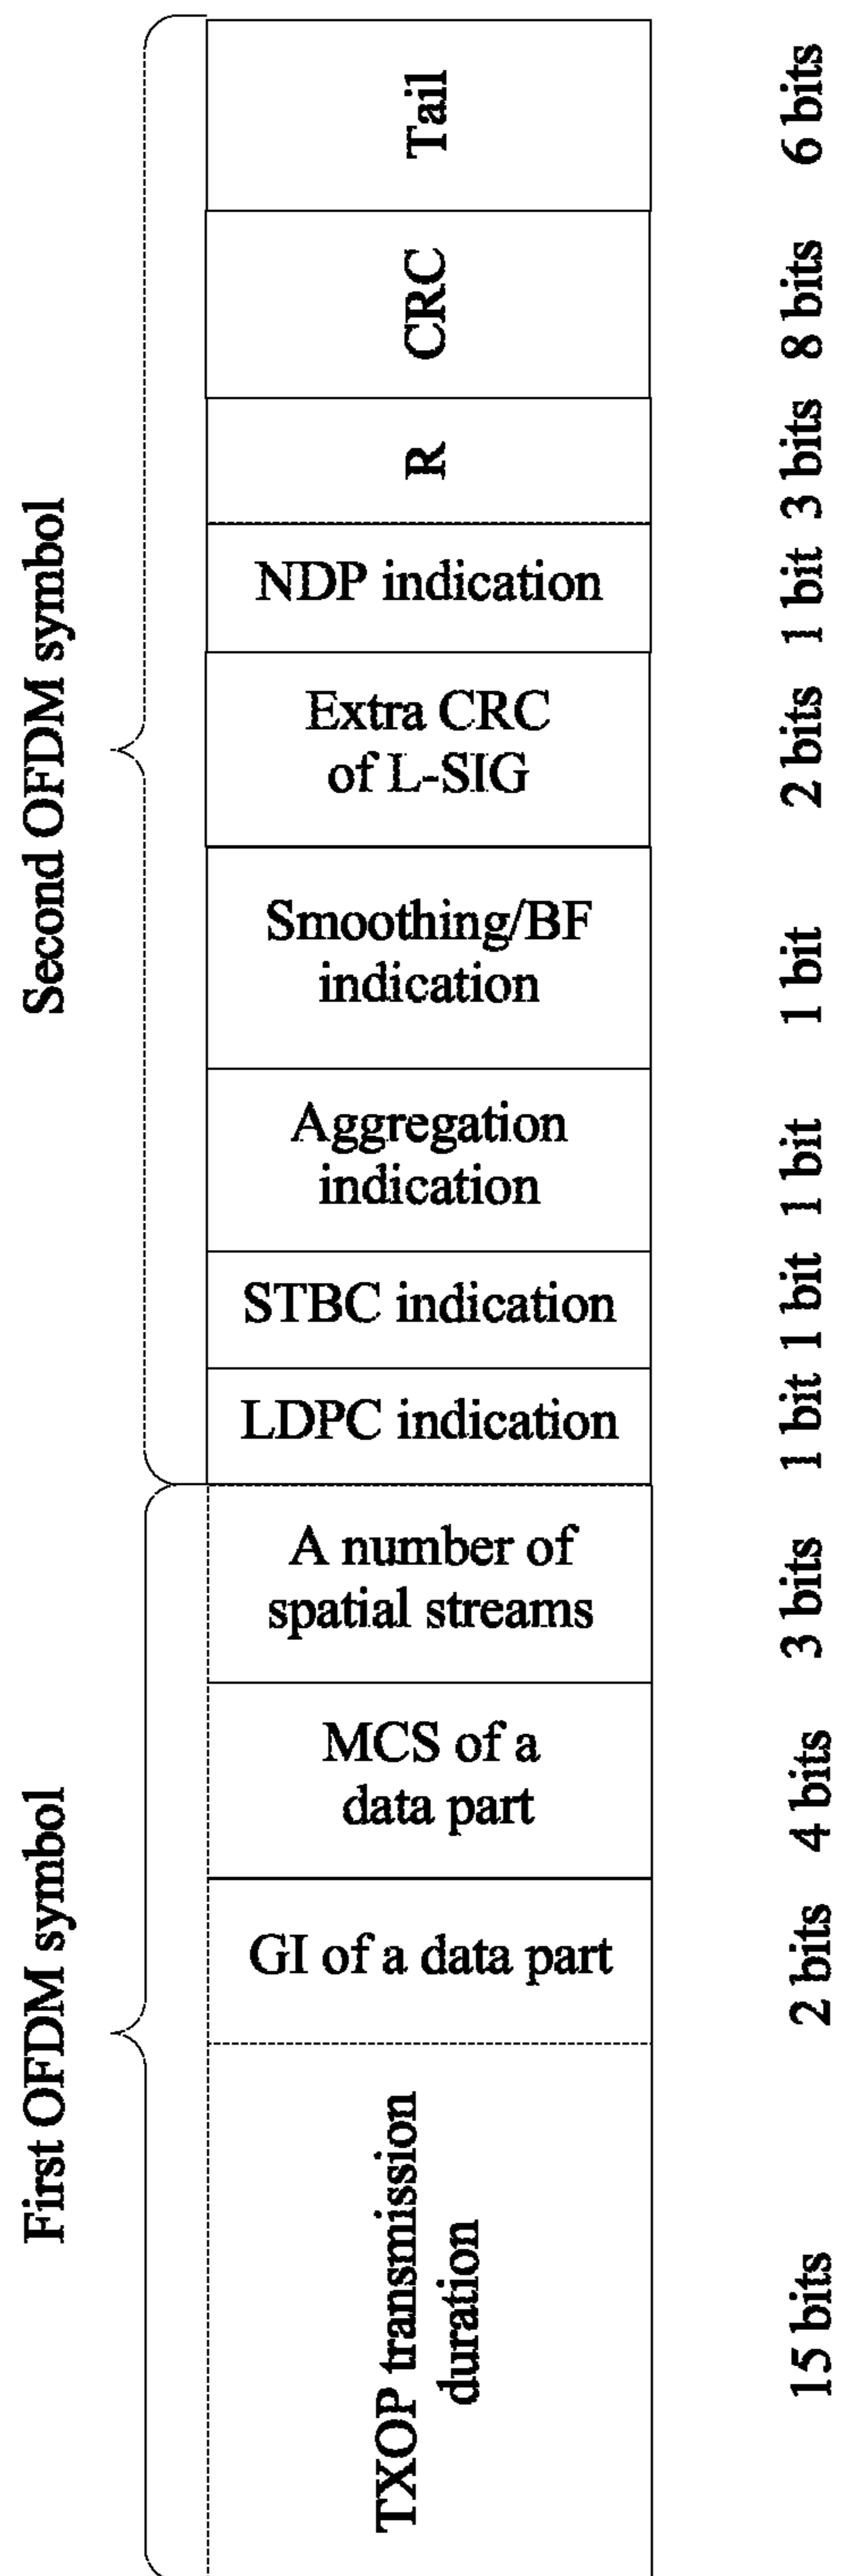 Second OFDM symbol
First OFDM symbol
Tail
6 bits
CRC
8 bits
R
3 bits
NDP indication
1 bit
Extra CRC
of L-SIG
2 bits
Smoothing/BF
indication
1 bit
Aggregation
indication
1 bit
STBC indication
1 bit
LDPC indication
1 bit
A number of
spatial streams
3 bits
MCS of a
data part
4 bits
GI of a data part
2 bits
TXOP transmission
duration
15 bits